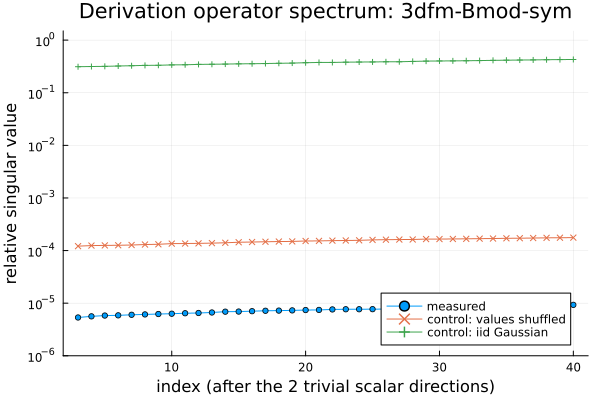 Derivation operator spectrum: 3dfm-Bmod-sym
relative singular value
10^0
10^-1
10^-2
10^-3
10^-4
10^-5
10^-6
measured
control: values shuffled
control: iid Gaussian
10 20 30 40
index (after the 2 trivial scalar directions)